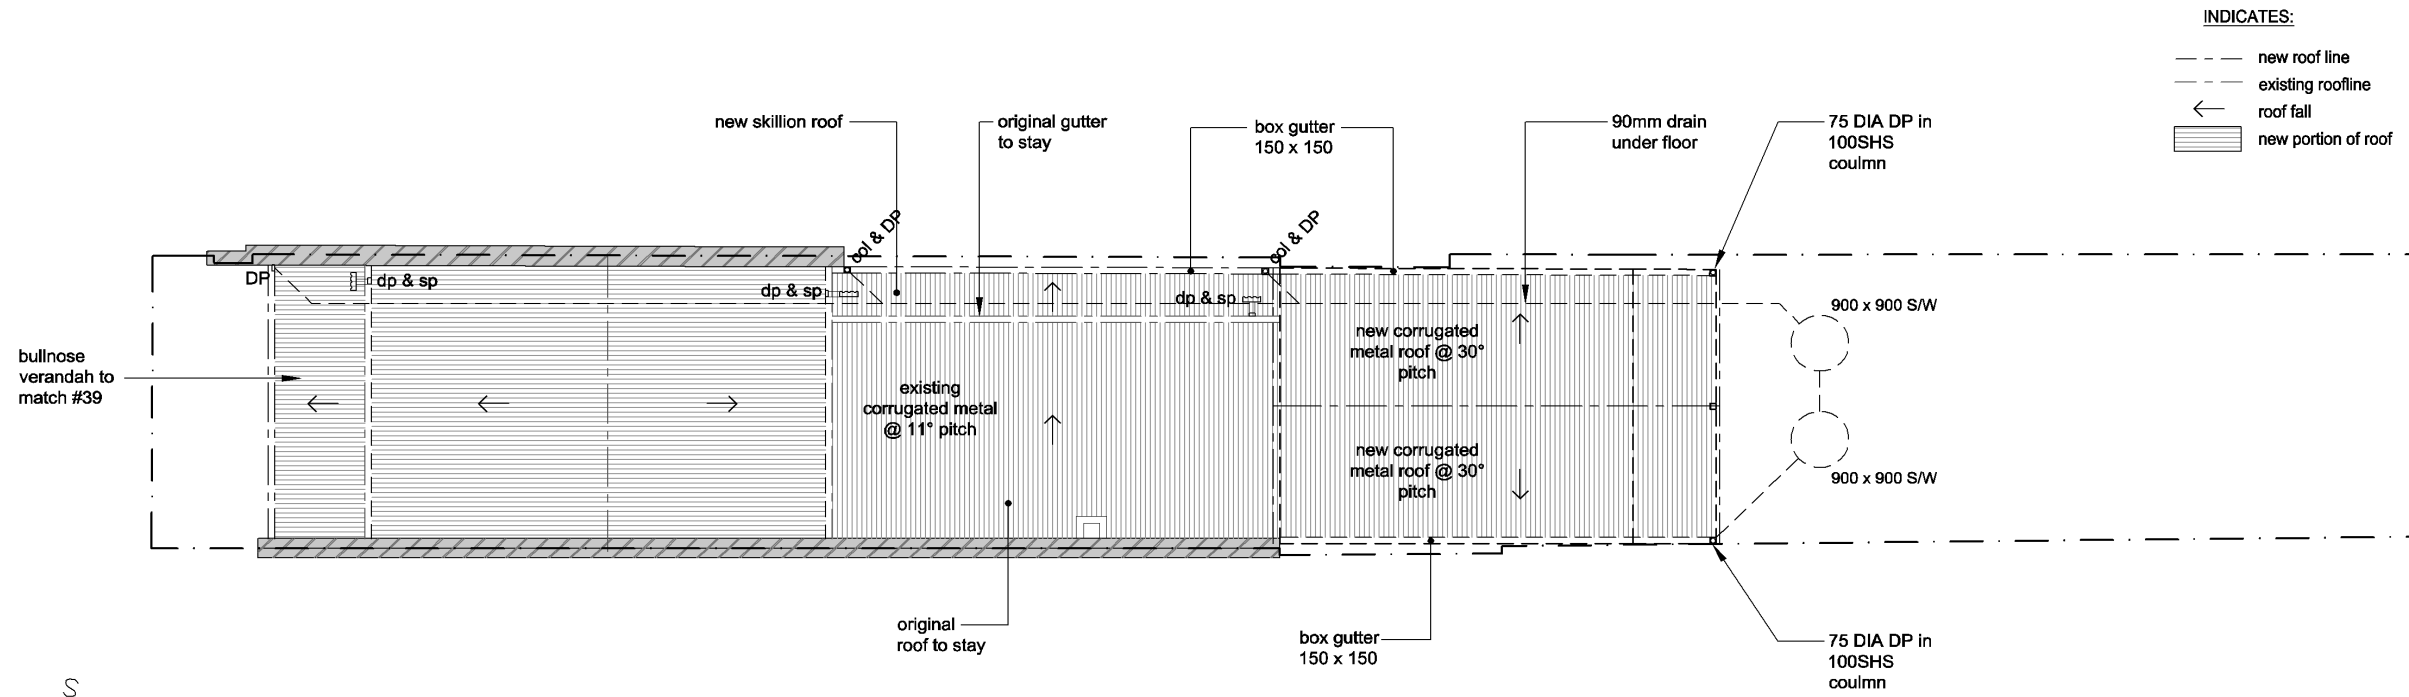 INDICATES:
new roof line
existing roofline
roof fall
new portion of roof
new skillion roof
original gutter
to stay
box gutter
150 x 150
90mm drain
under floor
75 DIA DP in
100SHS
coulmn
col & DP
col & DP
DP
dp & sp
dp & sp
dp & sp
900 x 900 S/W
new corrugated
metal roof @ 30°
pitch
bullnose
verandah to
match #39
existing
corrugated metal
@ 11° pitch
new corrugated
metal roof @ 30°
pitch
900 x 900 S/W
original
roof to stay
box gutter
150 x 150
75 DIA DP in
100SHS
coulmn
S